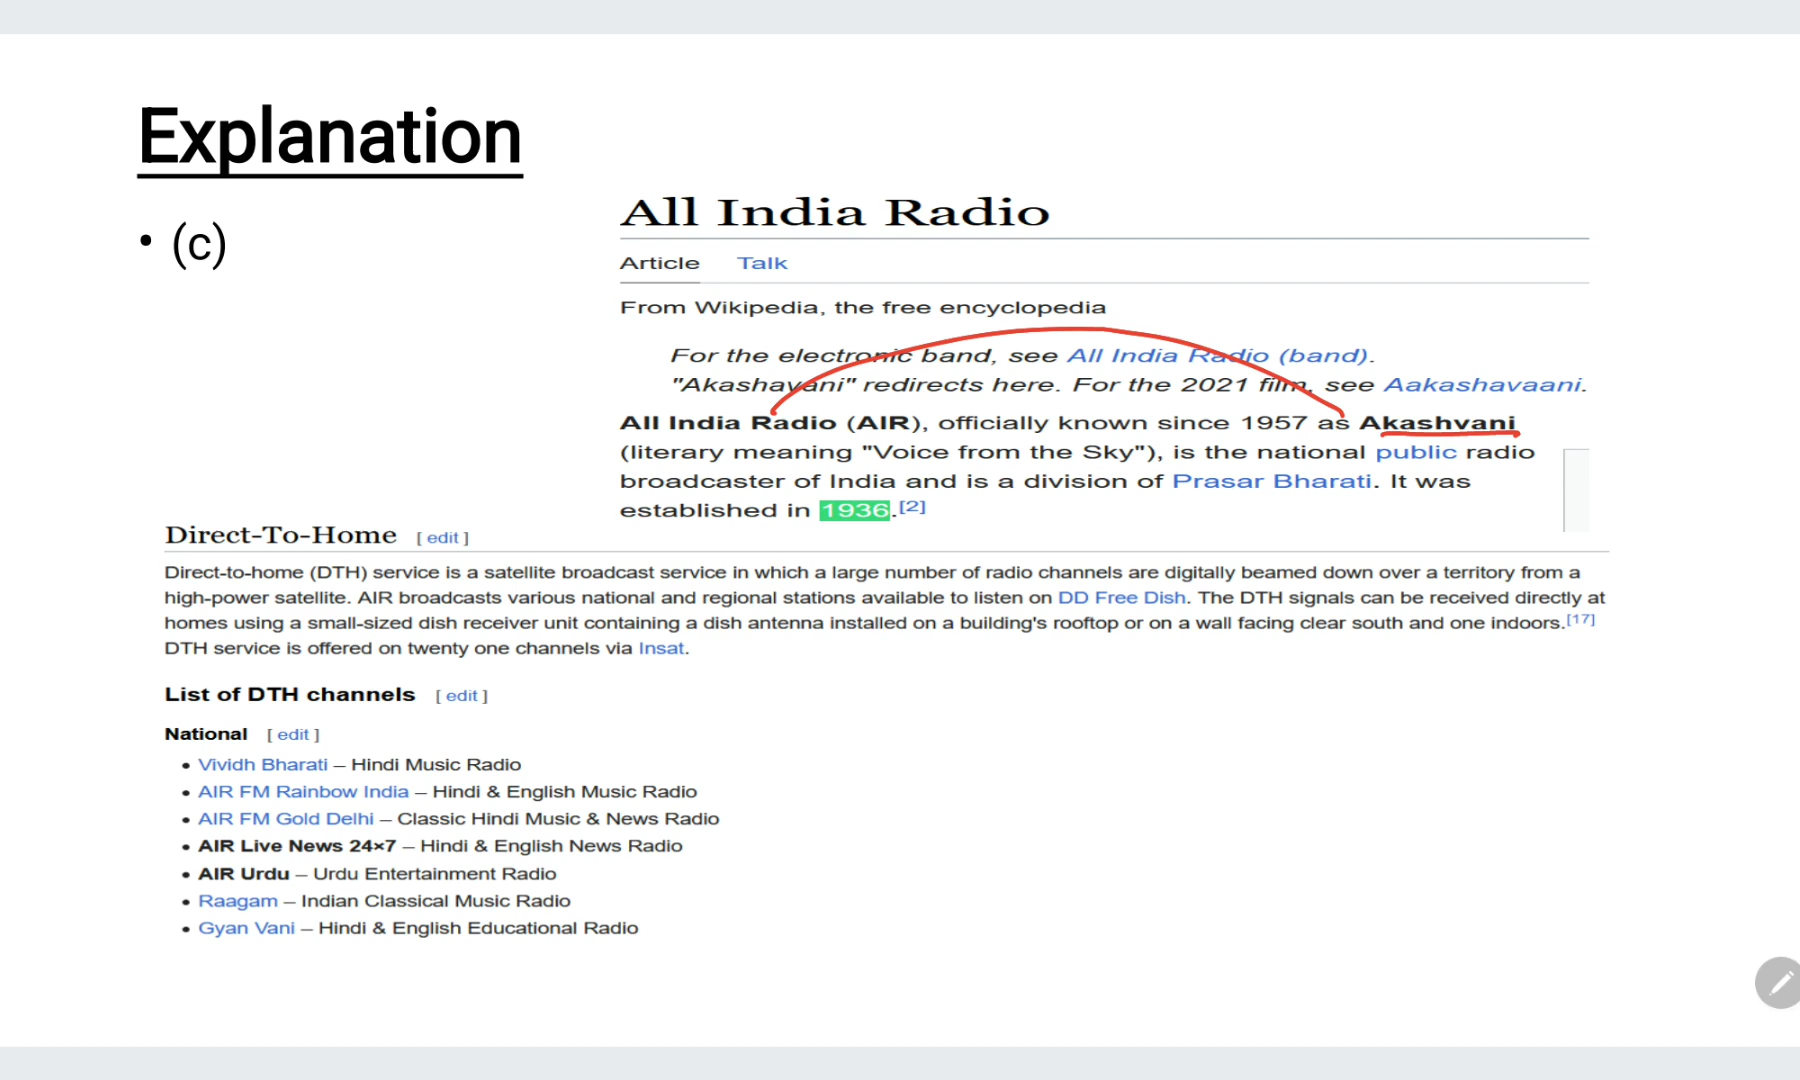 Explanation
• (c)
All India Radio
Article Talk
From Wikipedia, the free encyclopedia
For the electronic band, see All India Radio (band).
"Akashavani" redirects here. For the 2021 film, see Aakashavaani.
All India Radio (AIR), officially known since 1957 as Akashvani
(literary meaning "Voice from the Sky"), is the national public radio
broadcaster of India and is a division of Prasar Bharati. It was
established in 1936.[2]
Direct-To-Home [ edit ]
Direct-to-home (DTH) service is a satellite broadcast service in which a large number of radio channels are digitally beamed down over a territory from a
high-power satellite. AIR broadcasts various national and regional stations available to listen on DD Free Dish. The DTH signals can be received directly at
homes using a small-sized dish receiver unit containing a dish antenna installed on a building's rooftop or on a wall facing clear south and one indoors.[17]
DTH service is offered on twenty one channels via Insat.
List of DTH channels [ edit ]
National [ edit ]
• Vividh Bharati – Hindi Music Radio
• AIR FM Rainbow India – Hindi & English Music Radio
• AIR FM Gold Delhi – Classic Hindi Music & News Radio
• AIR Live News 24×7 – Hindi & English News Radio
• AIR Urdu – Urdu Entertainment Radio
• Raagam – Indian Classical Music Radio
• Gyan Vani – Hindi & English Educational Radio